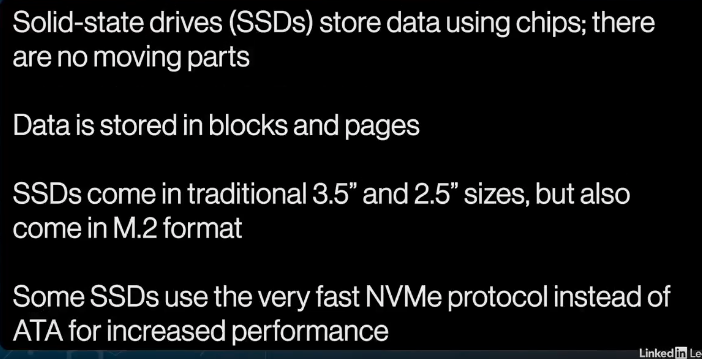 Solid-state drives (SSDs) store data using chips; there
are no moving parts
Data is stored in blocks and pages
SSDs come in traditional 3.5” and 2.5” sizes, but also
come in M.2 format
Some SSDs use the very fast NVMe protocol instead of
ATA for increased performance
Linked in Le